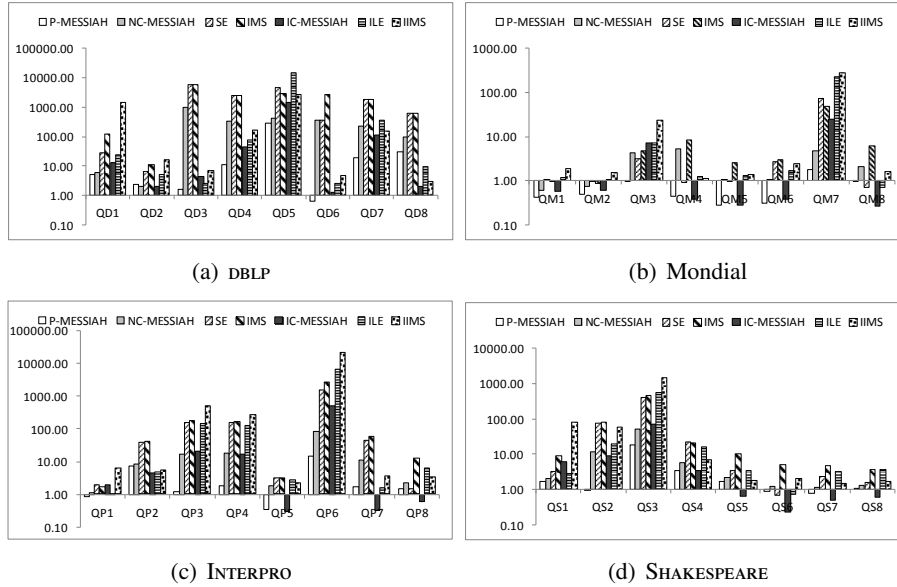 P-MESSIAH NC-MESSIAH SE IMS IC-MESSIAH ILE IIMS
100000.00
10000.00
1000.00
100.00
10.00
1.00
0.10
QD1 QD2 QD3 QD4 QD5 QD6 QD7 QD8
(a) DBLP
P-MESSIAH NC-MESSIAH SE IMS IC-MESSIAH ILE IIMS
1000.00
100.00
10.00
1.00
0.10
QM1 QM2 QM3 QM4 QM5 QM6 QM7 QM8
(b) Mondial
P-MESSIAH NC-MESSIAH SE IMS IC-MESSIAH ILE IIMS
100000.00
10000.00
1000.00
100.00
10.00
1.00
0.10
QP1 QP2 QP3 QP4 QP5 QP6 QP7 QP8
(c) INTERPRO
P-MESSIAH NC-MESSIAH SE IMS IC-MESSIAH ILE IIMS
10000.00
1000.00
100.00
10.00
1.00
0.10
QS1 QS2 QS3 QS4 QS5 QS6 QS7 QS8
(d) SHAKESPEARE